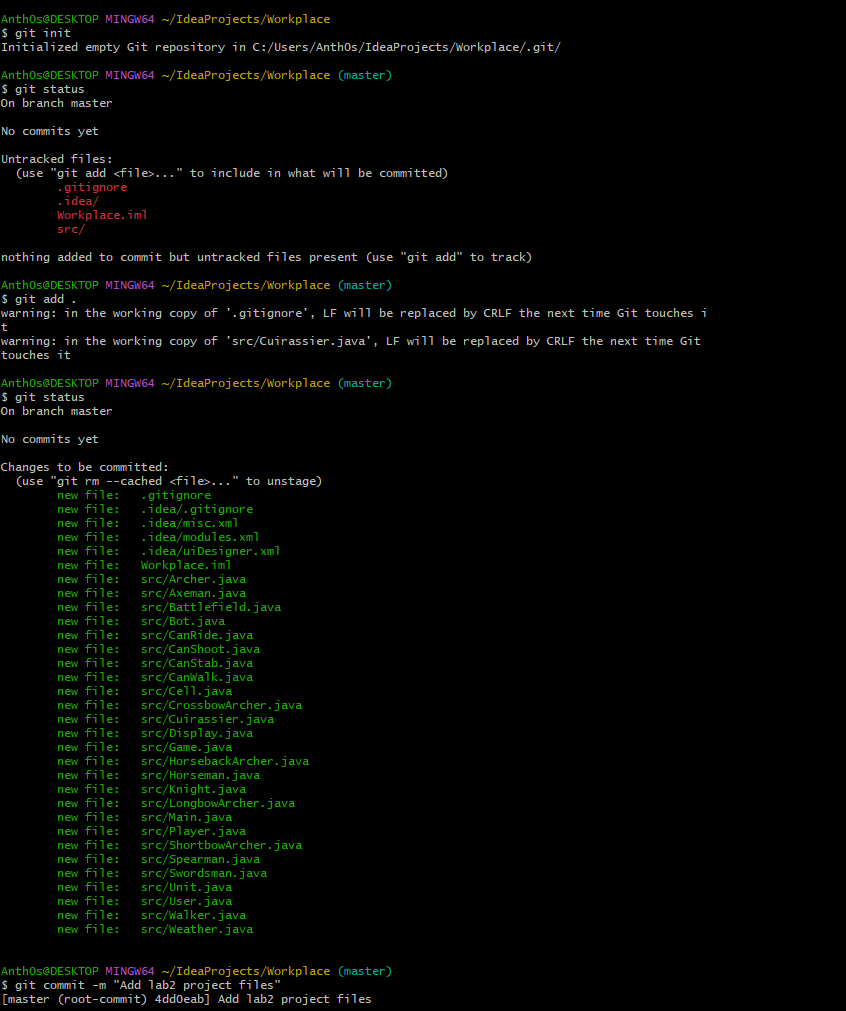 AnthOs@DESKTOP MINGW64 ~/IdeaProjects/Workplace
$ git init
Initialized empty Git repository in C:/Users/AnthOs/IdeaProjects/Workplace/.git/

AnthOs@DESKTOP MINGW64 ~/IdeaProjects/Workplace (master)
$ git status
On branch master

No commits yet

Untracked files:
  (use "git add <file>..." to include in what will be committed)
        .gitignore
        .idea/
        Workplace.iml
        src/

nothing added to commit but untracked files present (use "git add" to track)

AnthOs@DESKTOP MINGW64 ~/IdeaProjects/Workplace (master)
$ git add .
warning: in the working copy of '.gitignore', LF will be replaced by CRLF the next time Git touches i
t
warning: in the working copy of 'src/Cuirassier.java', LF will be replaced by CRLF the next time Git
touches it

AnthOs@DESKTOP MINGW64 ~/IdeaProjects/Workplace (master)
$ git status
On branch master

No commits yet

Changes to be committed:
  (use "git rm --cached <file>..." to unstage)
        new file:   .gitignore
        new file:   .idea/.gitignore
        new file:   .idea/misc.xml
        new file:   .idea/modules.xml
        new file:   .idea/uiDesigner.xml
        new file:   Workplace.iml
        new file:   src/Archer.java
        new file:   src/Axeman.java
        new file:   src/Battlefield.java
        new file:   src/Bot.java
        new file:   src/CanRide.java
        new file:   src/CanShoot.java
        new file:   src/CanStab.java
        new file:   src/CanWalk.java
        new file:   src/Cell.java
        new file:   src/CrossbowArcher.java
        new file:   src/Cuirassier.java
        new file:   src/Display.java
        new file:   src/Game.java
        new file:   src/HorsebackArcher.java
        new file:   src/Horseman.java
        new file:   src/Knight.java
        new file:   src/LongbowArcher.java
        new file:   src/Main.java
        new file:   src/Player.java
        new file:   src/ShortbowArcher.java
        new file:   src/Spearman.java
        new file:   src/Swordsman.java
        new file:   src/Unit.java
        new file:   src/User.java
        new file:   src/Walker.java
        new file:   src/Weather.java

AnthOs@DESKTOP MINGW64 ~/IdeaProjects/Workplace (master)
$ git commit -m "Add lab2 project files"
[master (root-commit) 4dd0eab] Add lab2 project files